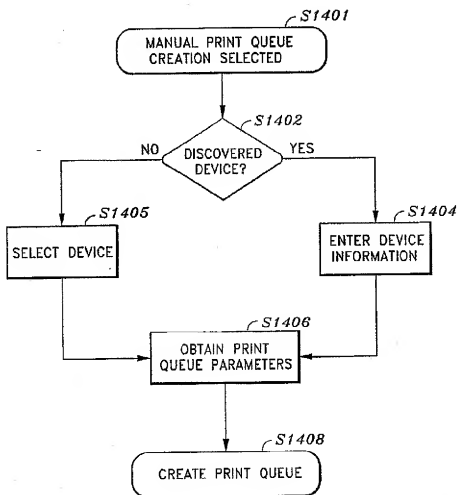 S1401
MANUAL PRINT QUEUE
CREATION SELECTED
S1402
NO
DISCOVERED
DEVICE?
YES
S1405
SELECT DEVICE
S1404
ENTER DEVICE
INFORMATION
S1406
OBTAIN PRINT
QUEUE PARAMETERS
S1408
CREATE PRINT QUEUE